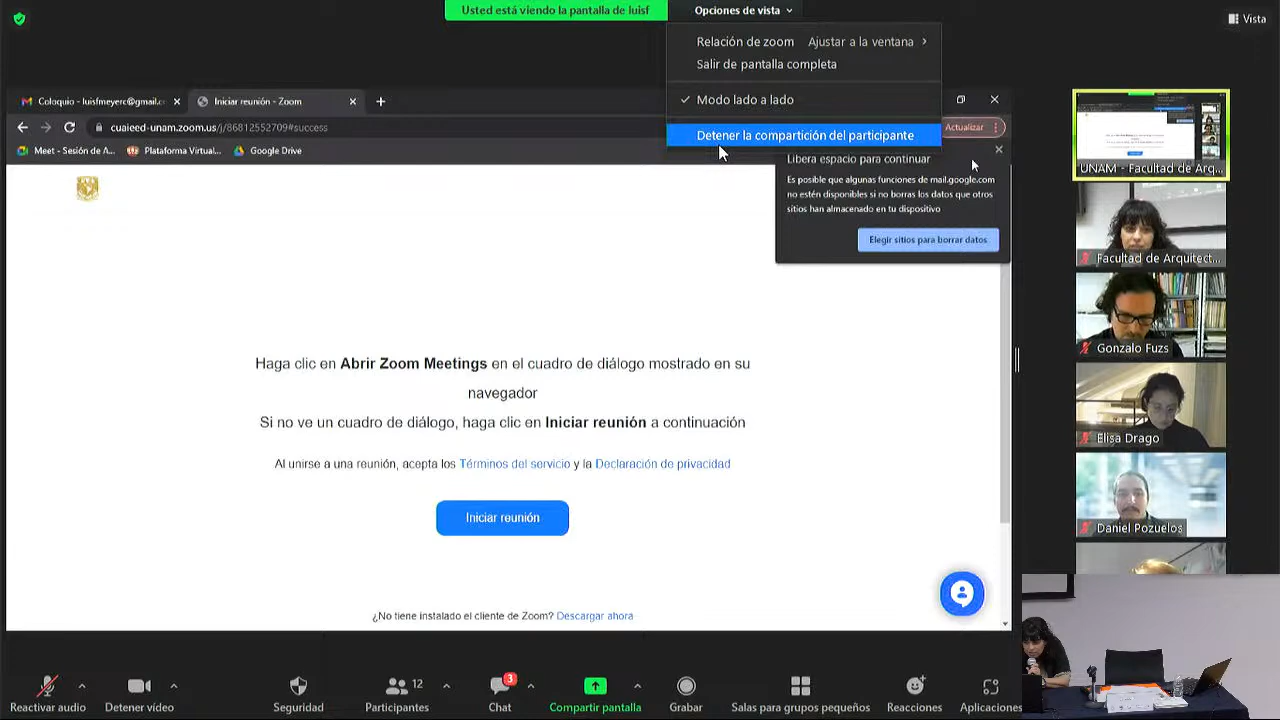 Usted está viendo la pantalla de luisf
Opciones de vista
Vista
Relación de zoom Ajustar a la ventana
Salir de pantalla completa
Modo lado a lado
Detener la compartición del participante
Coloquio - luisfmeyerc@gmail.c
Iniciar reunión - Zoom
cuaieed-unam.zoom.us/j/86812552709#success
Actualizar
Meet - Sesión de A...
Plataforma Virtual...
Google Drive
espacio para continuar
Es posible que algunas funciones de mail.google.com
no estén disponibles si no borras los datos que otros
sitios han almacenado en tu dispositivo
Elegir sitios para borrar datos
Haga clic en Abrir Zoom Meetings en el cuadro de diálogo mostrado en su
navegador
Si no ve un cuadro de diálogo, haga clic en Iniciar reunión a continuación
Al unirse a una reunión, acepta los Términos del servicio y la Declaración de privacidad
Iniciar reunión
¿No tiene instalado el cliente de Zoom? Descargar ahora
UNAM - Facultad de Arq...
Facultad de Arquitect...
Gonzalo Fuzs
Elisa Drago
Daniel Pozuelos
12
3
Reactivar audio
Detener vídeo
Seguridad
Participantes
Chat
Compartir pantalla
Grabar
Salas para grupos pequeños
Reacciones
Aplicaciones